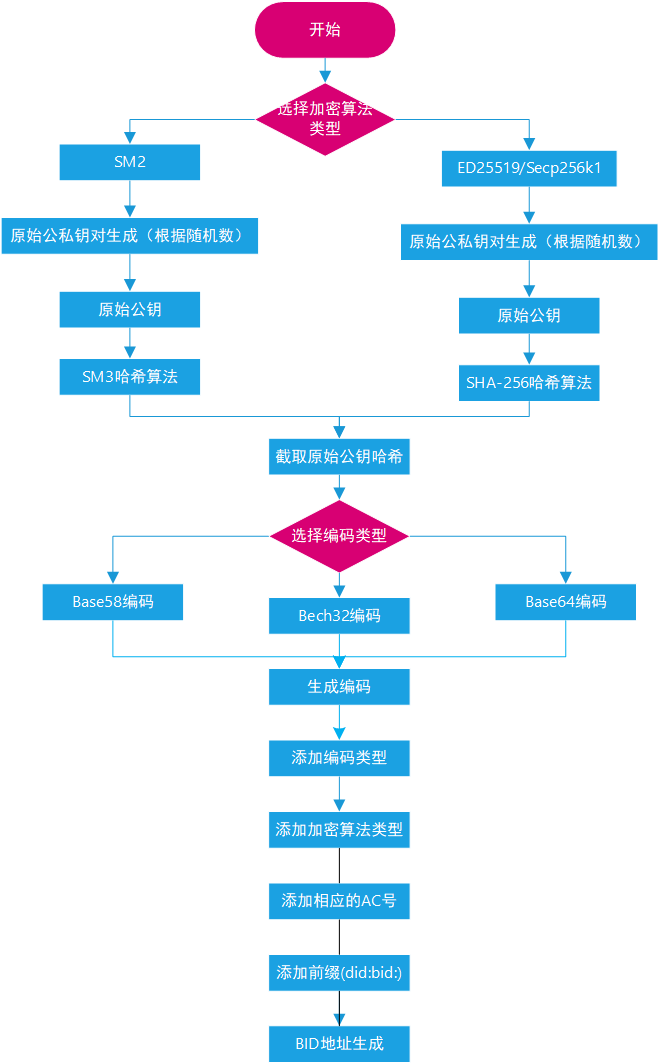 开始
选择加密算法
类型
SM2
ED25519/Secp256k1
原始公私钥对生成（根据随机数）
原始公私钥对生成（根据随机数）
原始公钥
原始公钥
SM3哈希算法
SHA-256哈希算法
截取原始公钥哈希
选择编码类型
Base58编码
Bech32编码
Base64编码
生成编码
添加编码类型
添加加密算法类型
添加相应的AC号
添加前缀(did:bid:)
BID地址生成